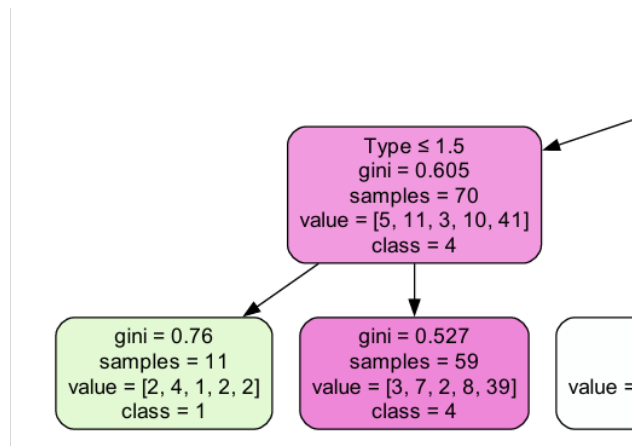 Type ≤ 1.5
gini = 0.605
samples = 70
value = [5, 11, 3, 10, 41]
class = 4
gini = 0.76
samples = 11
value = [2, 4, 1, 2, 2]
class = 1
gini = 0.527
samples = 59
value = [3, 7, 2, 8, 39]
class = 4
value =